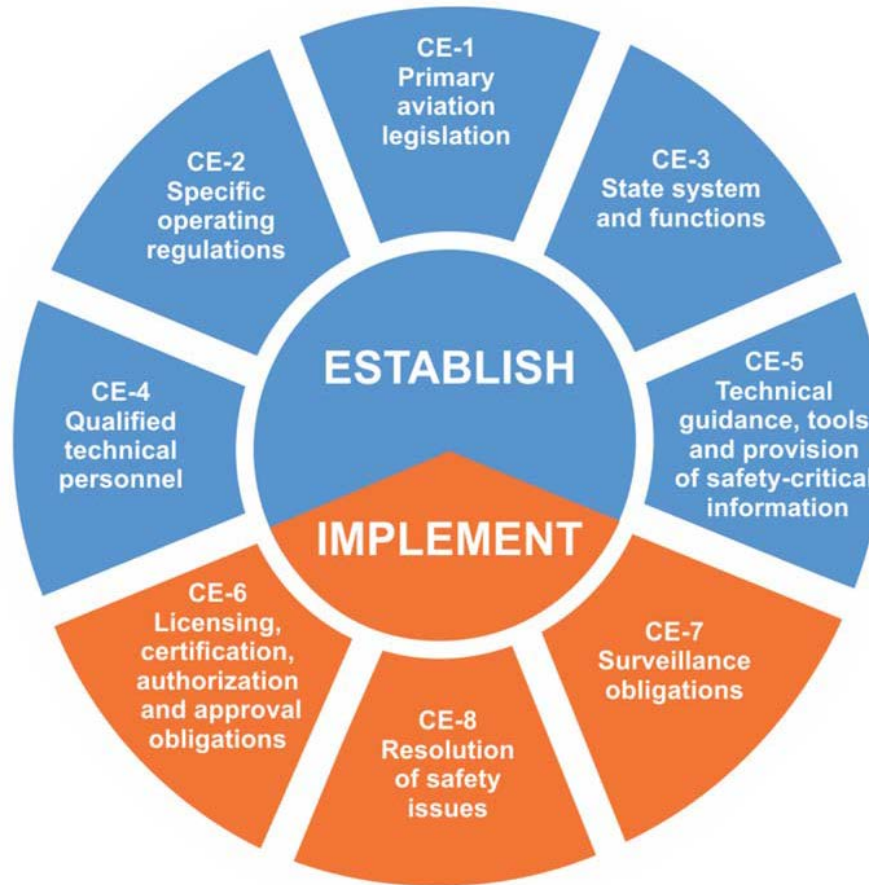 CE-1
Primary
aviation
legislation
CE-2
Specific
operating
regulations
CE-3
State system
and functions
ESTABLISH
CE-4
Qualified
technical
personnel
CE-5
Technical
guidance, tools
and provision
of safety-critical
information
IMPLEMENT
CE-6
Licensing,
certification,
authorization
and approval
obligations
CE-7
Surveillance
obligations
CE-8
Resolution
of safety
issues